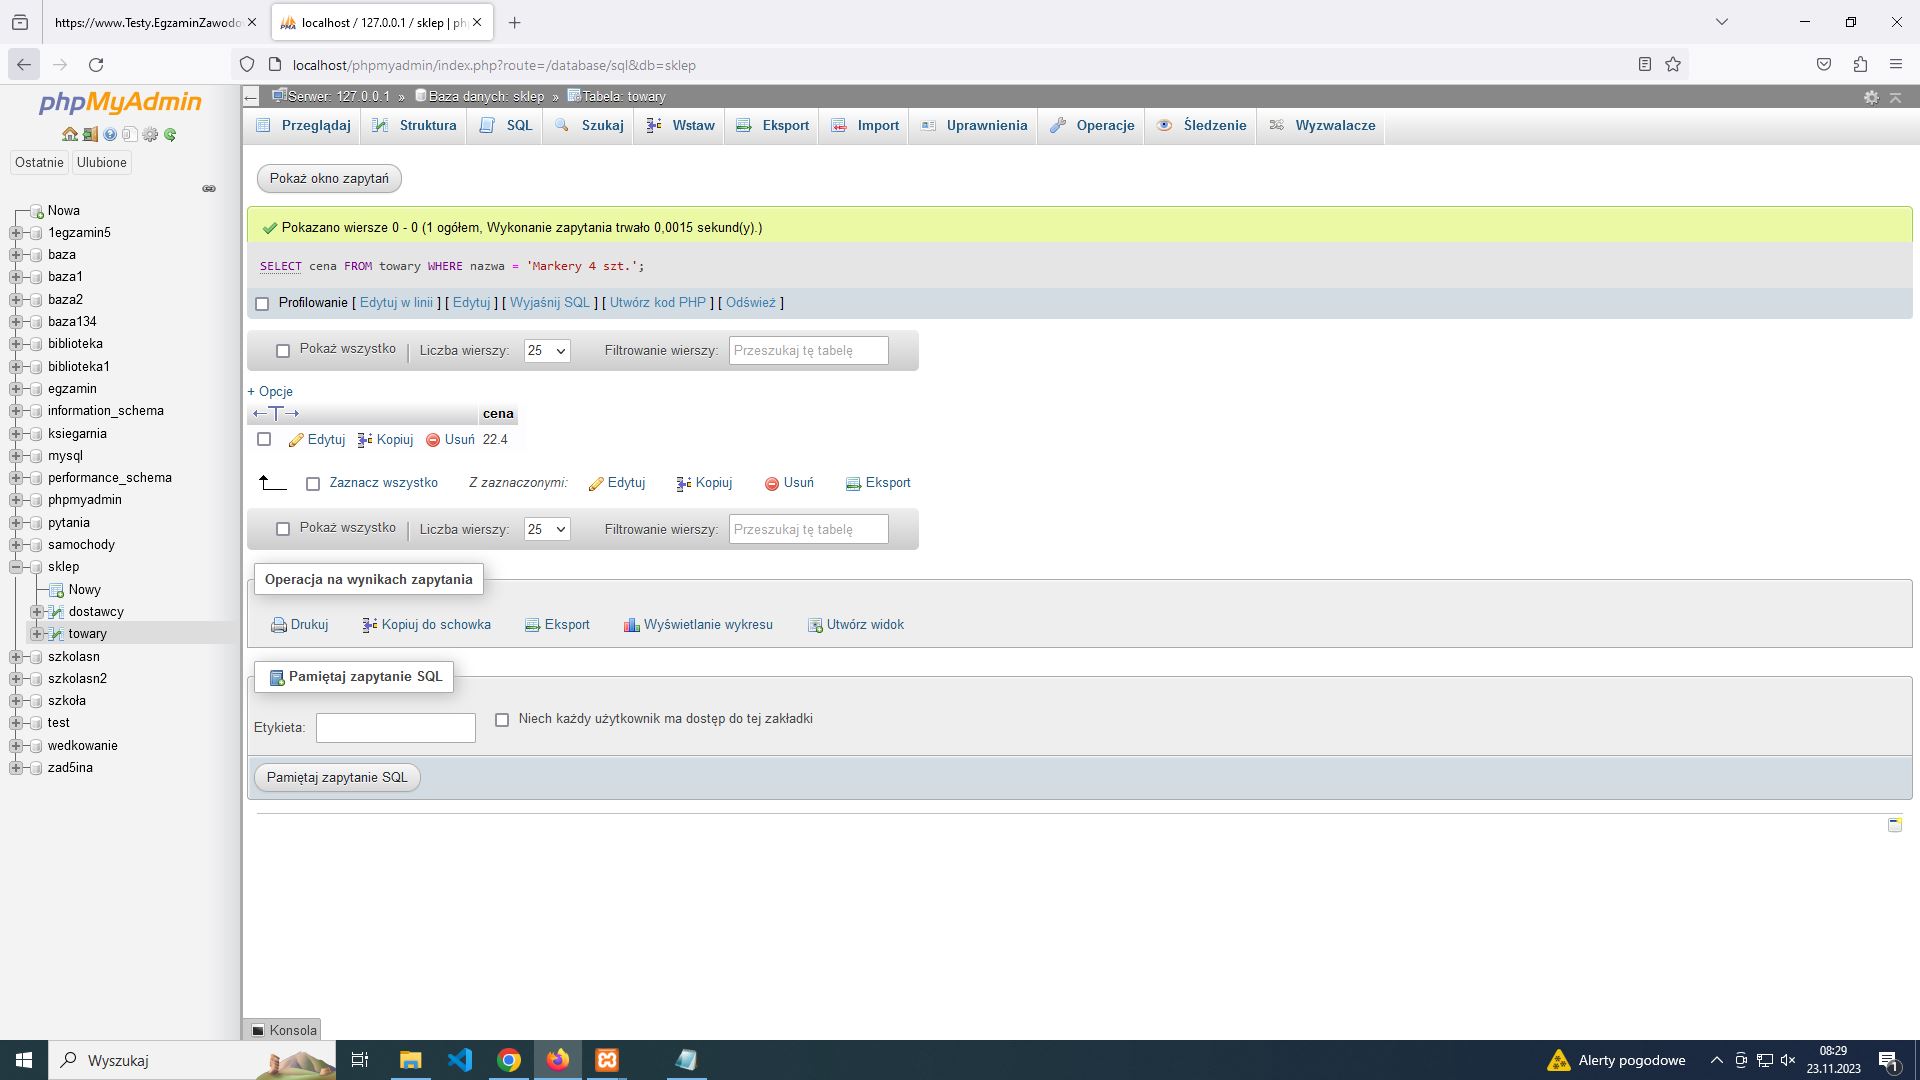 https://www.Testy.EgzaminZawodo
localhost / 127.0.0.1 / sklep | ph
localhost/phpmyadmin/index.php?route=/database/sql&db=sklep
phpMyAdmin
Ostatnie Ulubione
Nowa
1egzamin5
baza
baza1
baza2
baza134
biblioteka
biblioteka1
egzamin
information_schema
ksiegarnia
mysql
performance_schema
phpmyadmin
pytania
samochody
sklep
Nowy
dostawcy
towary
szkolasn
szkolasn2
szkoła
test
wedkowanie
zad5ina
Serwer: 127.0.0.1 » Baza danych: sklep » Tabela: towary
Przeglądaj Struktura SQL Szukaj Wstaw Eksport Import Uprawnienia Operacje Śledzenie Wyzwalacze
Pokaż okno zapytań
Pokazano wiersze 0 - 0 (1 ogółem, Wykonanie zapytania trwało 0,0015 sekund(y).)
SELECT cena FROM towary WHERE nazwa = 'Markery 4 szt.';
Profilowanie [ Edytuj w linii ] [ Edytuj ] [ Wyjaśnij SQL ] [ Utwórz kod PHP ] [ Odśwież ]
Pokaż wszystko Liczba wierszy: 25 Filtrowanie wierszy: Przeszukaj tę tabelę
+ Opcje
←T→ cena
Edytuj Kopiuj Usuń 22.4
Zaznacz wszystko Z zaznaczonymi: Edytuj Kopiuj Usuń Eksport
Pokaż wszystko Liczba wierszy: 25 Filtrowanie wierszy: Przeszukaj tę tabelę
Operacja na wynikach zapytania
Drukuj Kopiuj do schowka Eksport Wyświetlanie wykresu Utwórz widok
Pamiętaj zapytanie SQL
Etykieta: Niech każdy użytkownik ma dostęp do tej zakładki
Pamiętaj zapytanie SQL
Konsola
Wyszukaj
Alerty pogodowe
08:29
23.11.2023
1